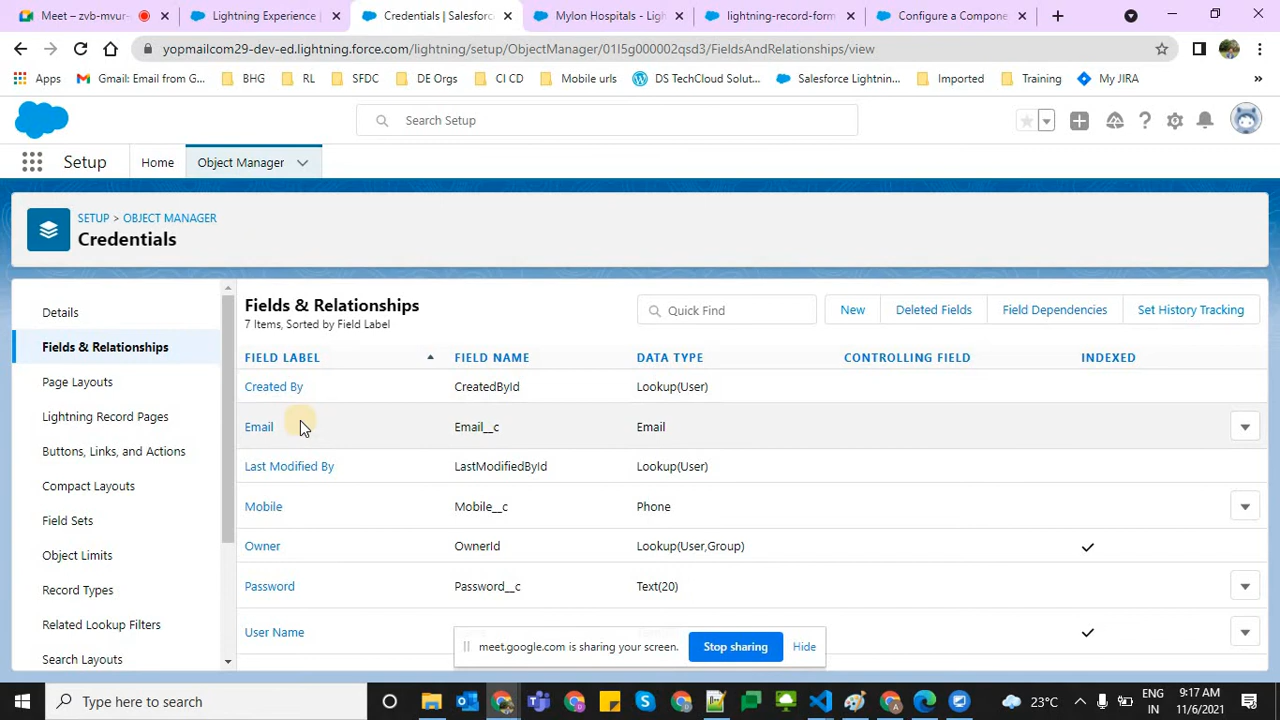 Meet – zvb-mvur-
Lightning Experience
Credentials | Salesforce
Mylon Hospitals - Ligh
lightning-record-form
Configure a Compone
yopmailcom29-dev-ed.lightning.force.com/lightning/setup/ObjectManager/01I5g000002qsd3/FieldsAndRelationships/view
Apps
Gmail: Email from G...
BHG
RL
SFDC
DE Orgs
CI CD
Mobile urls
DS TechCloud Solut...
Salesforce Lightnin...
Imported
Training
My JIRA
»
Search Setup
Setup
Home
Object Manager
SETUP > OBJECT MANAGER
Credentials
Details
Fields & Relationships
Page Layouts
Lightning Record Pages
Buttons, Links, and Actions
Compact Layouts
Field Sets
Object Limits
Record Types
Related Lookup Filters
Search Layouts
Fields & Relationships
7 Items, Sorted by Field Label
Quick Find
New
Deleted Fields
Field Dependencies
Set History Tracking
FIELD LABEL FIELD NAME DATA TYPE CONTROLLING FIELD INDEXED
Created By CreatedById Lookup(User)
Email Email__c Email
Last Modified By LastModifiedById Lookup(User)
Mobile Mobile__c Phone
Owner OwnerId Lookup(User,Group)
Password Password__c Text(20)
User Name
meet.google.com is sharing your screen.
Stop sharing
Hide
Type here to search
23°C
ENG
IN
9:17 AM
11/6/2021